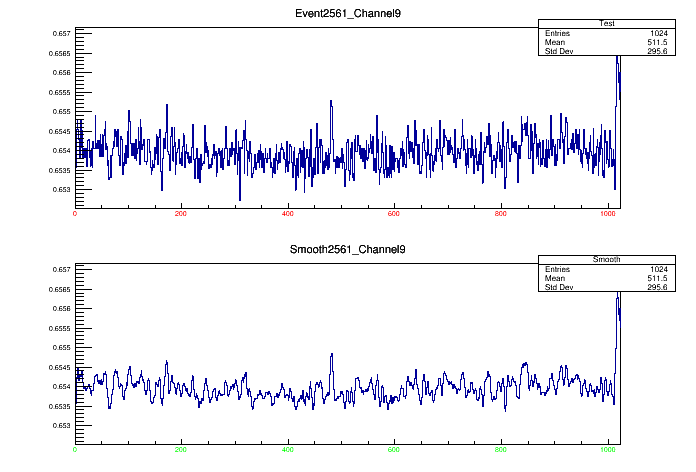 Event2561_Channel9
Test
Entries 1024
Mean 511.5
Std Dev 295.6
0.657
0.6565
0.656
0.6555
0.655
0.6545
0.654
0.6535
0.653
0 200 400 600 800 1000
Smooth2561_Channel9
Smooth
Entries 1024
Mean 511.5
Std Dev 295.6
0.657
0.6565
0.656
0.6555
0.655
0.6545
0.654
0.6535
0.653
0 200 400 600 800 1000